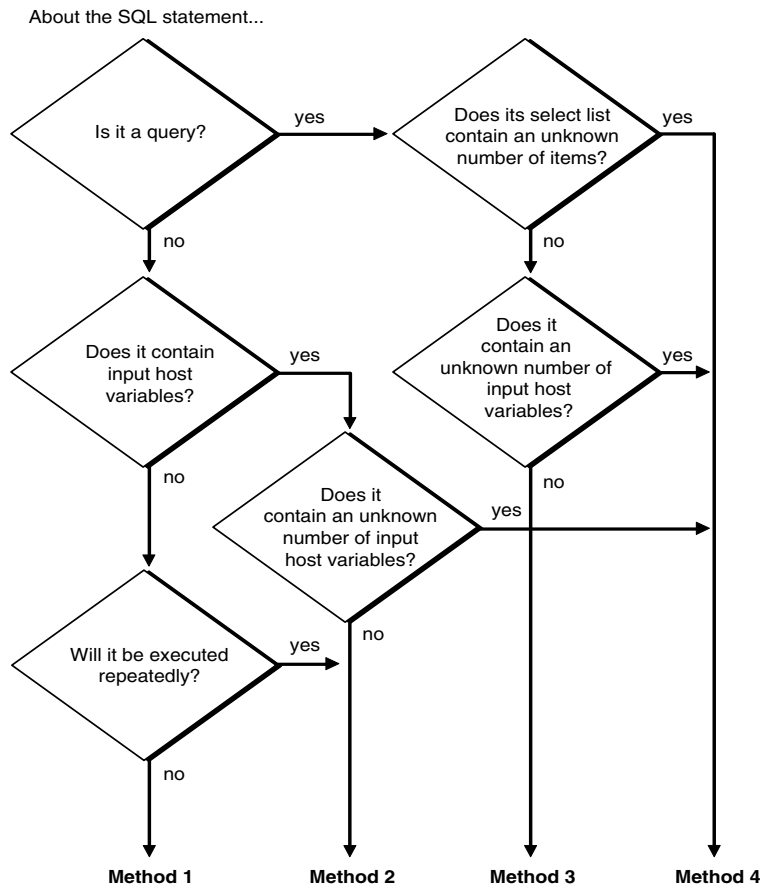 About the SQL statement...
Is it a query?
yes
Does its select list
contain an unknown
number of items?
yes
no
no
Does it contain
input host
variables?
yes
Does it
contain an
unknown number of
input host
variables?
yes
no
no
Does it
contain an unknown
number of input
host variables?
yes
Will it be executed
repeatedly?
yes
no
no
Method 1
Method 2
Method 3
Method 4